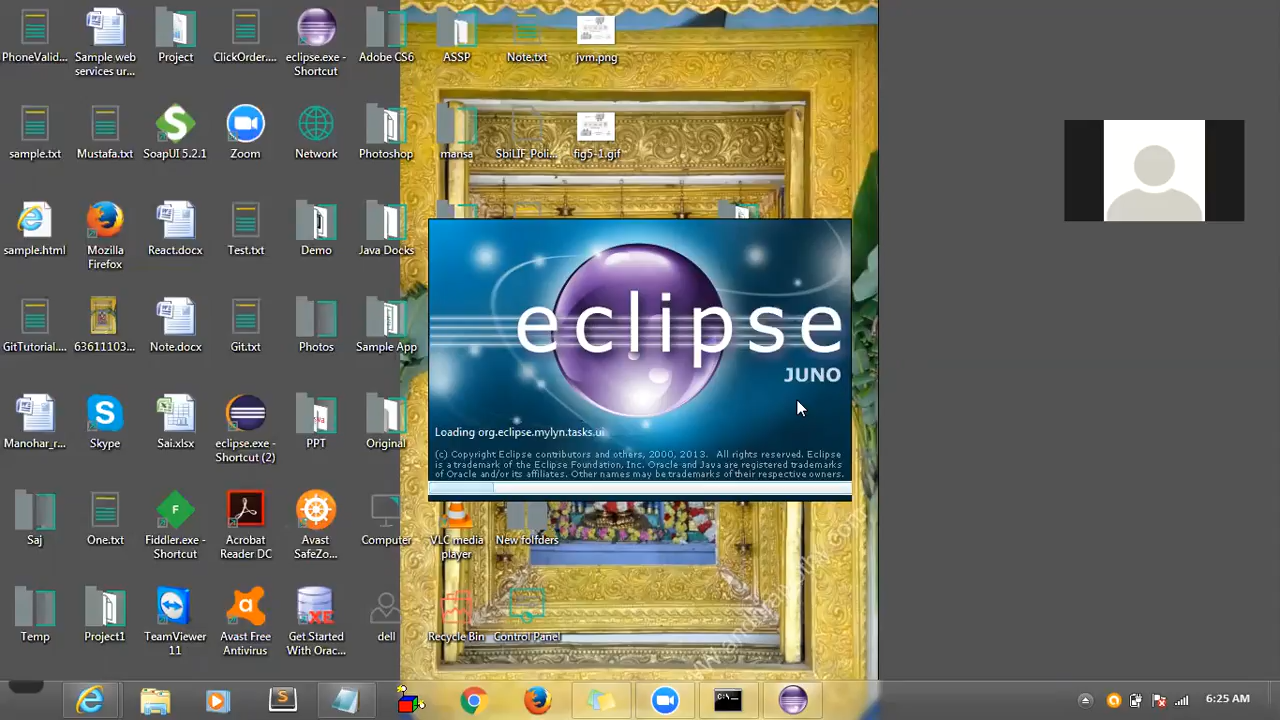 PhoneValid...
Sample web
services ur...
Project
ClickOrder....
eclipse.exe -
Shortcut
Adobe CS6
ASSP
Note.txt
jvm.png
sample.txt
Mustafa.txt
SoapUI 5.2.1
Zoom
Network
Photoshop
mansa
SbiLIF_Poli...
fig5-1.gif
sample.html
Mozilla
Firefox
React.docx
Test.txt
Demo
Java Docks
GitTutorial....
63611103...
Note.docx
Git.txt
Photos
Sample App
eclipse
JUNO
Loading org.eclipse.mylyn.tasks.ui
(c) Copyright Eclipse contributors and others, 2000, 2013. All rights reserved. Eclipse
is a trademark of the Eclipse Foundation, Inc. Oracle and Java are registered trademarks
of Oracle and/or its affiliates. Other names may be trademarks of their respective owners.
Manohar_r...
Skype
Sai.xlsx
eclipse.exe -
Shortcut (2)
PPT
Original
Saj
One.txt
Fiddler.exe -
Shortcut
Acrobat
Reader DC
Avast
SafeZo...
Computer
VLC media
player
New folfders
Temp
Project1
TeamViewer
11
Avast Free
Antivirus
Get Started
With Orac...
dell
Recycle Bin
Control Panel
6:25 AM